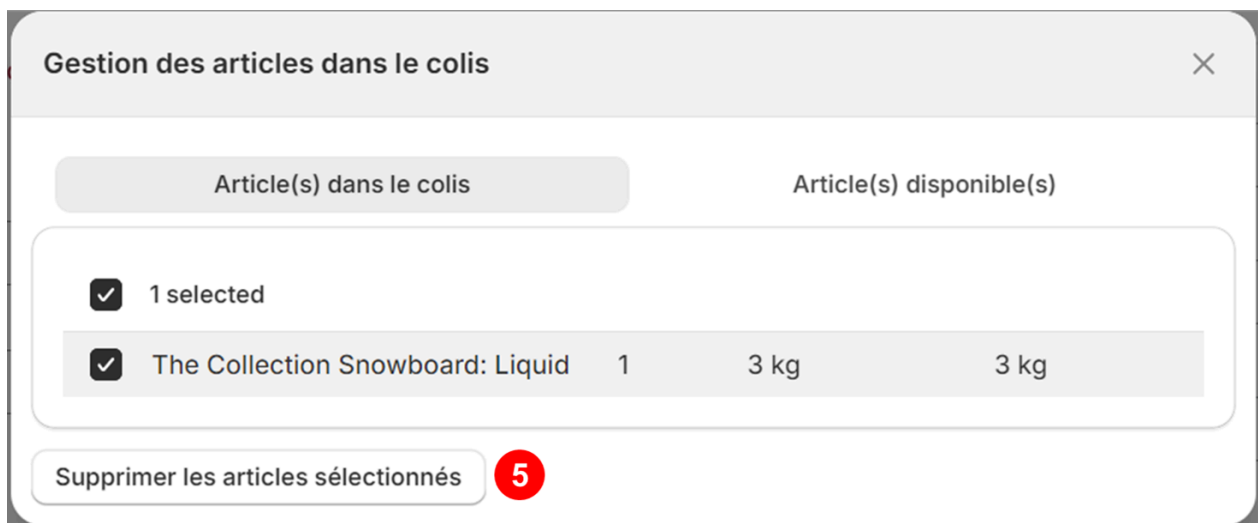 Gestion des articles dans le colis
Article(s) dans le colis Article(s) disponible(s)
1 selected
The Collection Snowboard: Liquid 1 3 kg 3 kg
Supprimer les articles sélectionnés 5